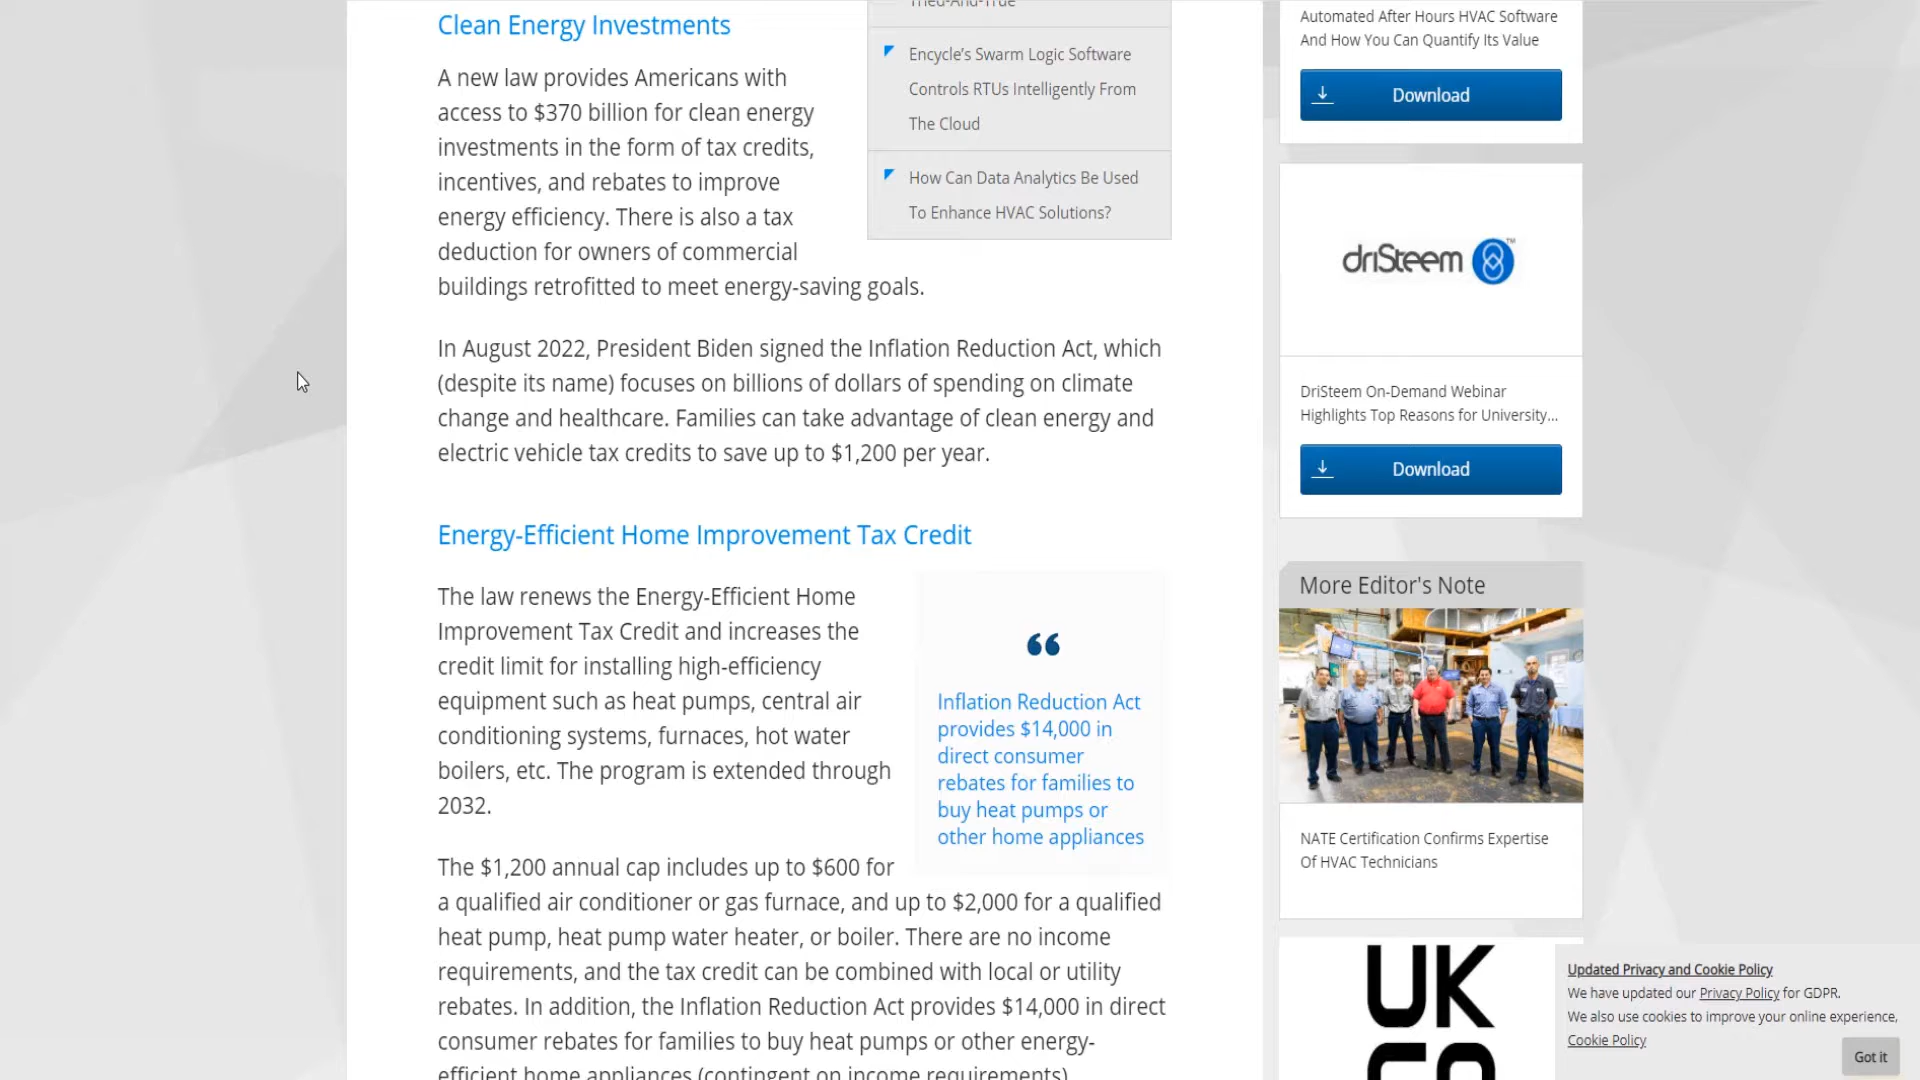 Clean Energy Investments
A new law provides Americans with
access to $370 billion for clean energy
investments in the form of tax credits,
incentives, and rebates to improve
energy efficiency. There is also a tax
deduction for owners of commercial
buildings retrofitted to meet energy-saving goals.
In August 2022, President Biden signed the Inflation Reduction Act, which
(despite its name) focuses on billions of dollars of spending on climate
change and healthcare. Families can take advantage of clean energy and
electric vehicle tax credits to save up to $1,200 per year.
Energy-Efficient Home Improvement Tax Credit
The law renews the Energy-Efficient Home
Improvement Tax Credit and increases the
credit limit for installing high-efficiency
equipment such as heat pumps, central air
conditioning systems, furnaces, hot water
boilers, etc. The program is extended through
2032.
The $1,200 annual cap includes up to $600 for
a qualified air conditioner or gas furnace, and up to $2,000 for a qualified
heat pump, heat pump water heater, or boiler. There are no income
requirements, and the tax credit can be combined with local or utility
rebates. In addition, the Inflation Reduction Act provides $14,000 in direct
consumer rebates for families to buy heat pumps or other energy-
efficient home appliances (contingent on income requirements).
Tried-And-True
Encycle's Swarm Logic Software
Controls RTUs Intelligently From
The Cloud
How Can Data Analytics Be Used
To Enhance HVAC Solutions?
“
Inflation Reduction Act
provides $14,000 in
direct consumer
rebates for families to
buy heat pumps or
other home appliances
Automated After Hours HVAC Software
And How You Can Quantify Its Value
Download
driSteem™
DriSteem On-Demand Webinar
Highlights Top Reasons for University...
Download
More Editor's Note
NATE Certification Confirms Expertise
Of HVAC Technicians
UK
CA
Updated Privacy and Cookie Policy
We have updated our Privacy Policy for GDPR.
We also use cookies to improve your online experience,
Cookie Policy
Got it